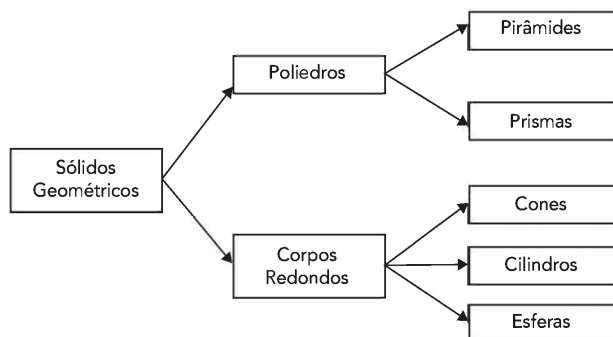 Sólidos
Geométricos
Poliedros
Pirâmides
Prismas
Corpos
Redondos
Cones
Cilindros
Esferas